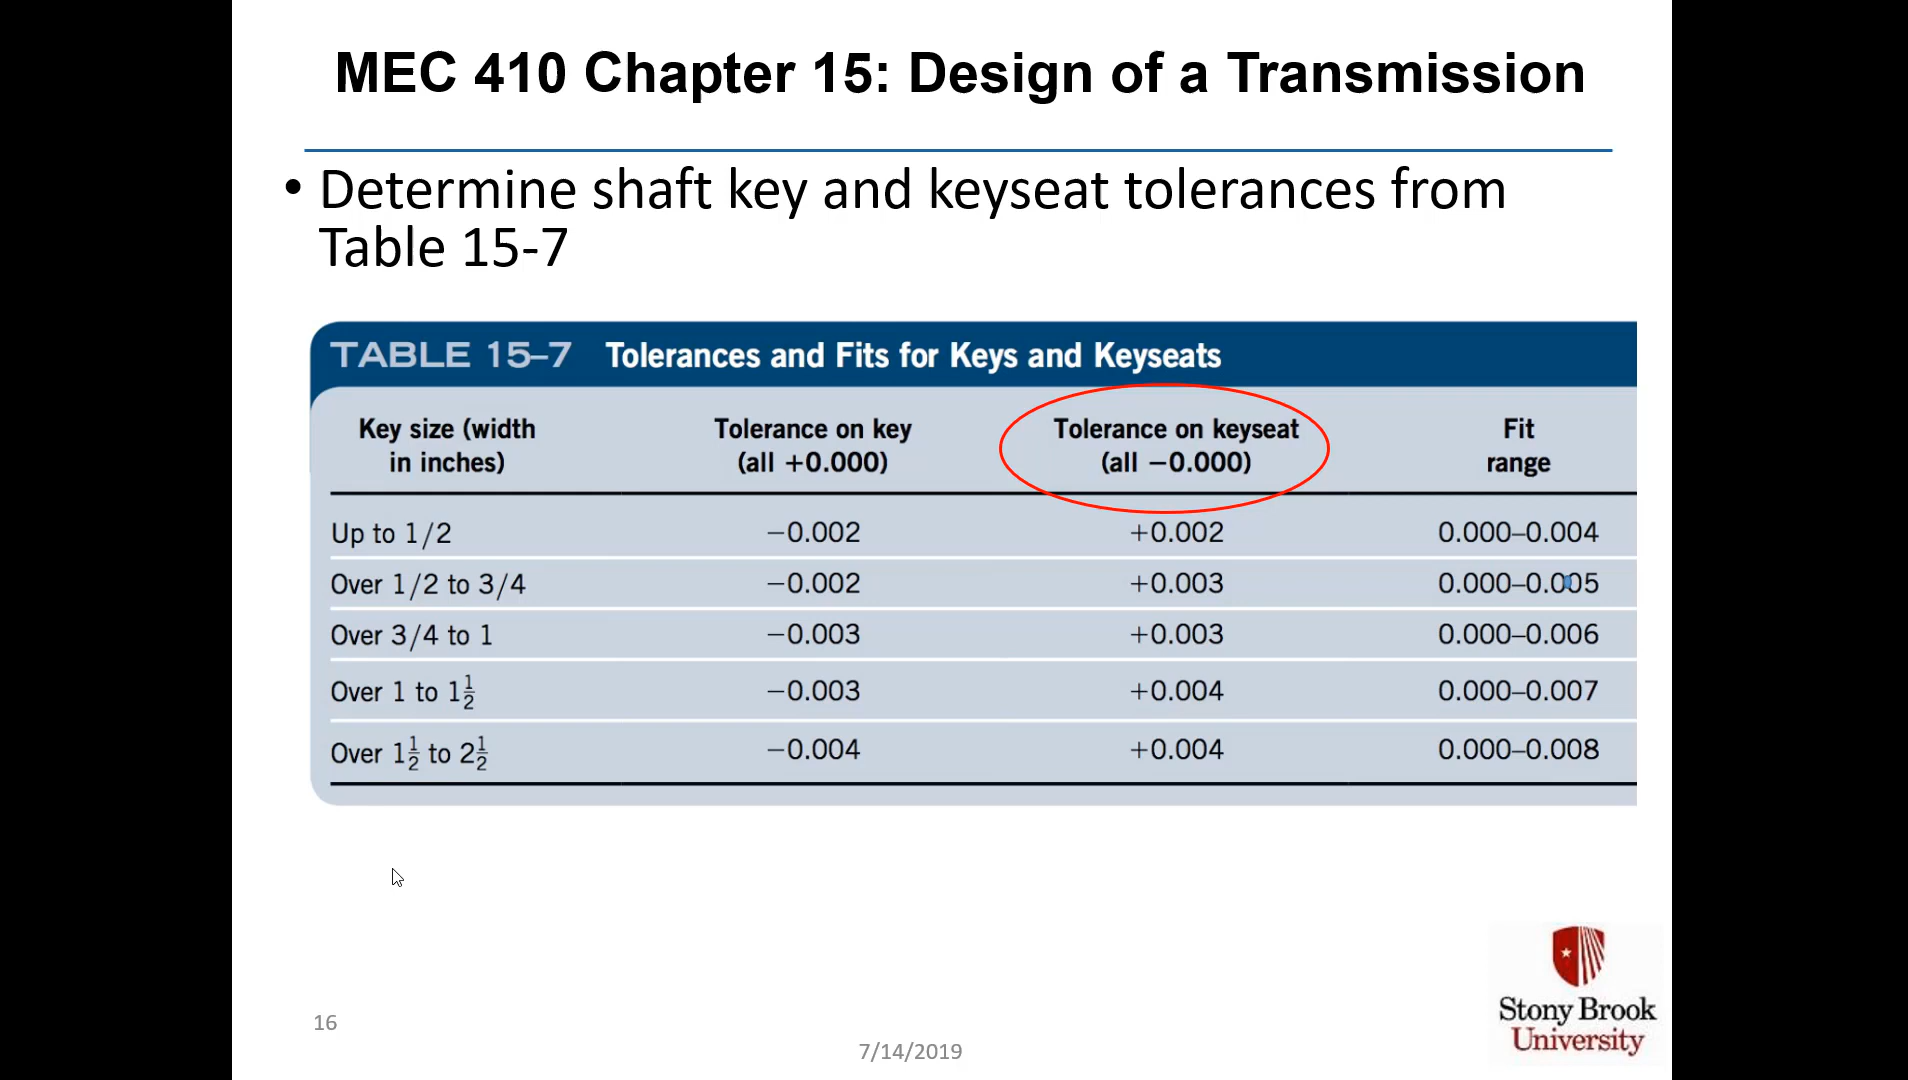 MEC 410 Chapter 15: Design of a Transmission
• Determine shaft key and keyseat tolerances from
Table 15-7
TABLE 15–7 Tolerances and Fits for Keys and Keyseats
Key size (width in inches) Tolerance on key (all +0.000) Tolerance on keyseat (all −0.000) Fit range
Up to 1/2 −0.002 +0.002 0.000–0.004
Over 1/2 to 3/4 −0.002 +0.003 0.000–0.005
Over 3/4 to 1 −0.003 +0.003 0.000–0.006
Over 1 to 1½ −0.003 +0.004 0.000–0.007
Over 1½ to 2½ −0.004 +0.004 0.000–0.008
Stony Brook
University
16
7/14/2019